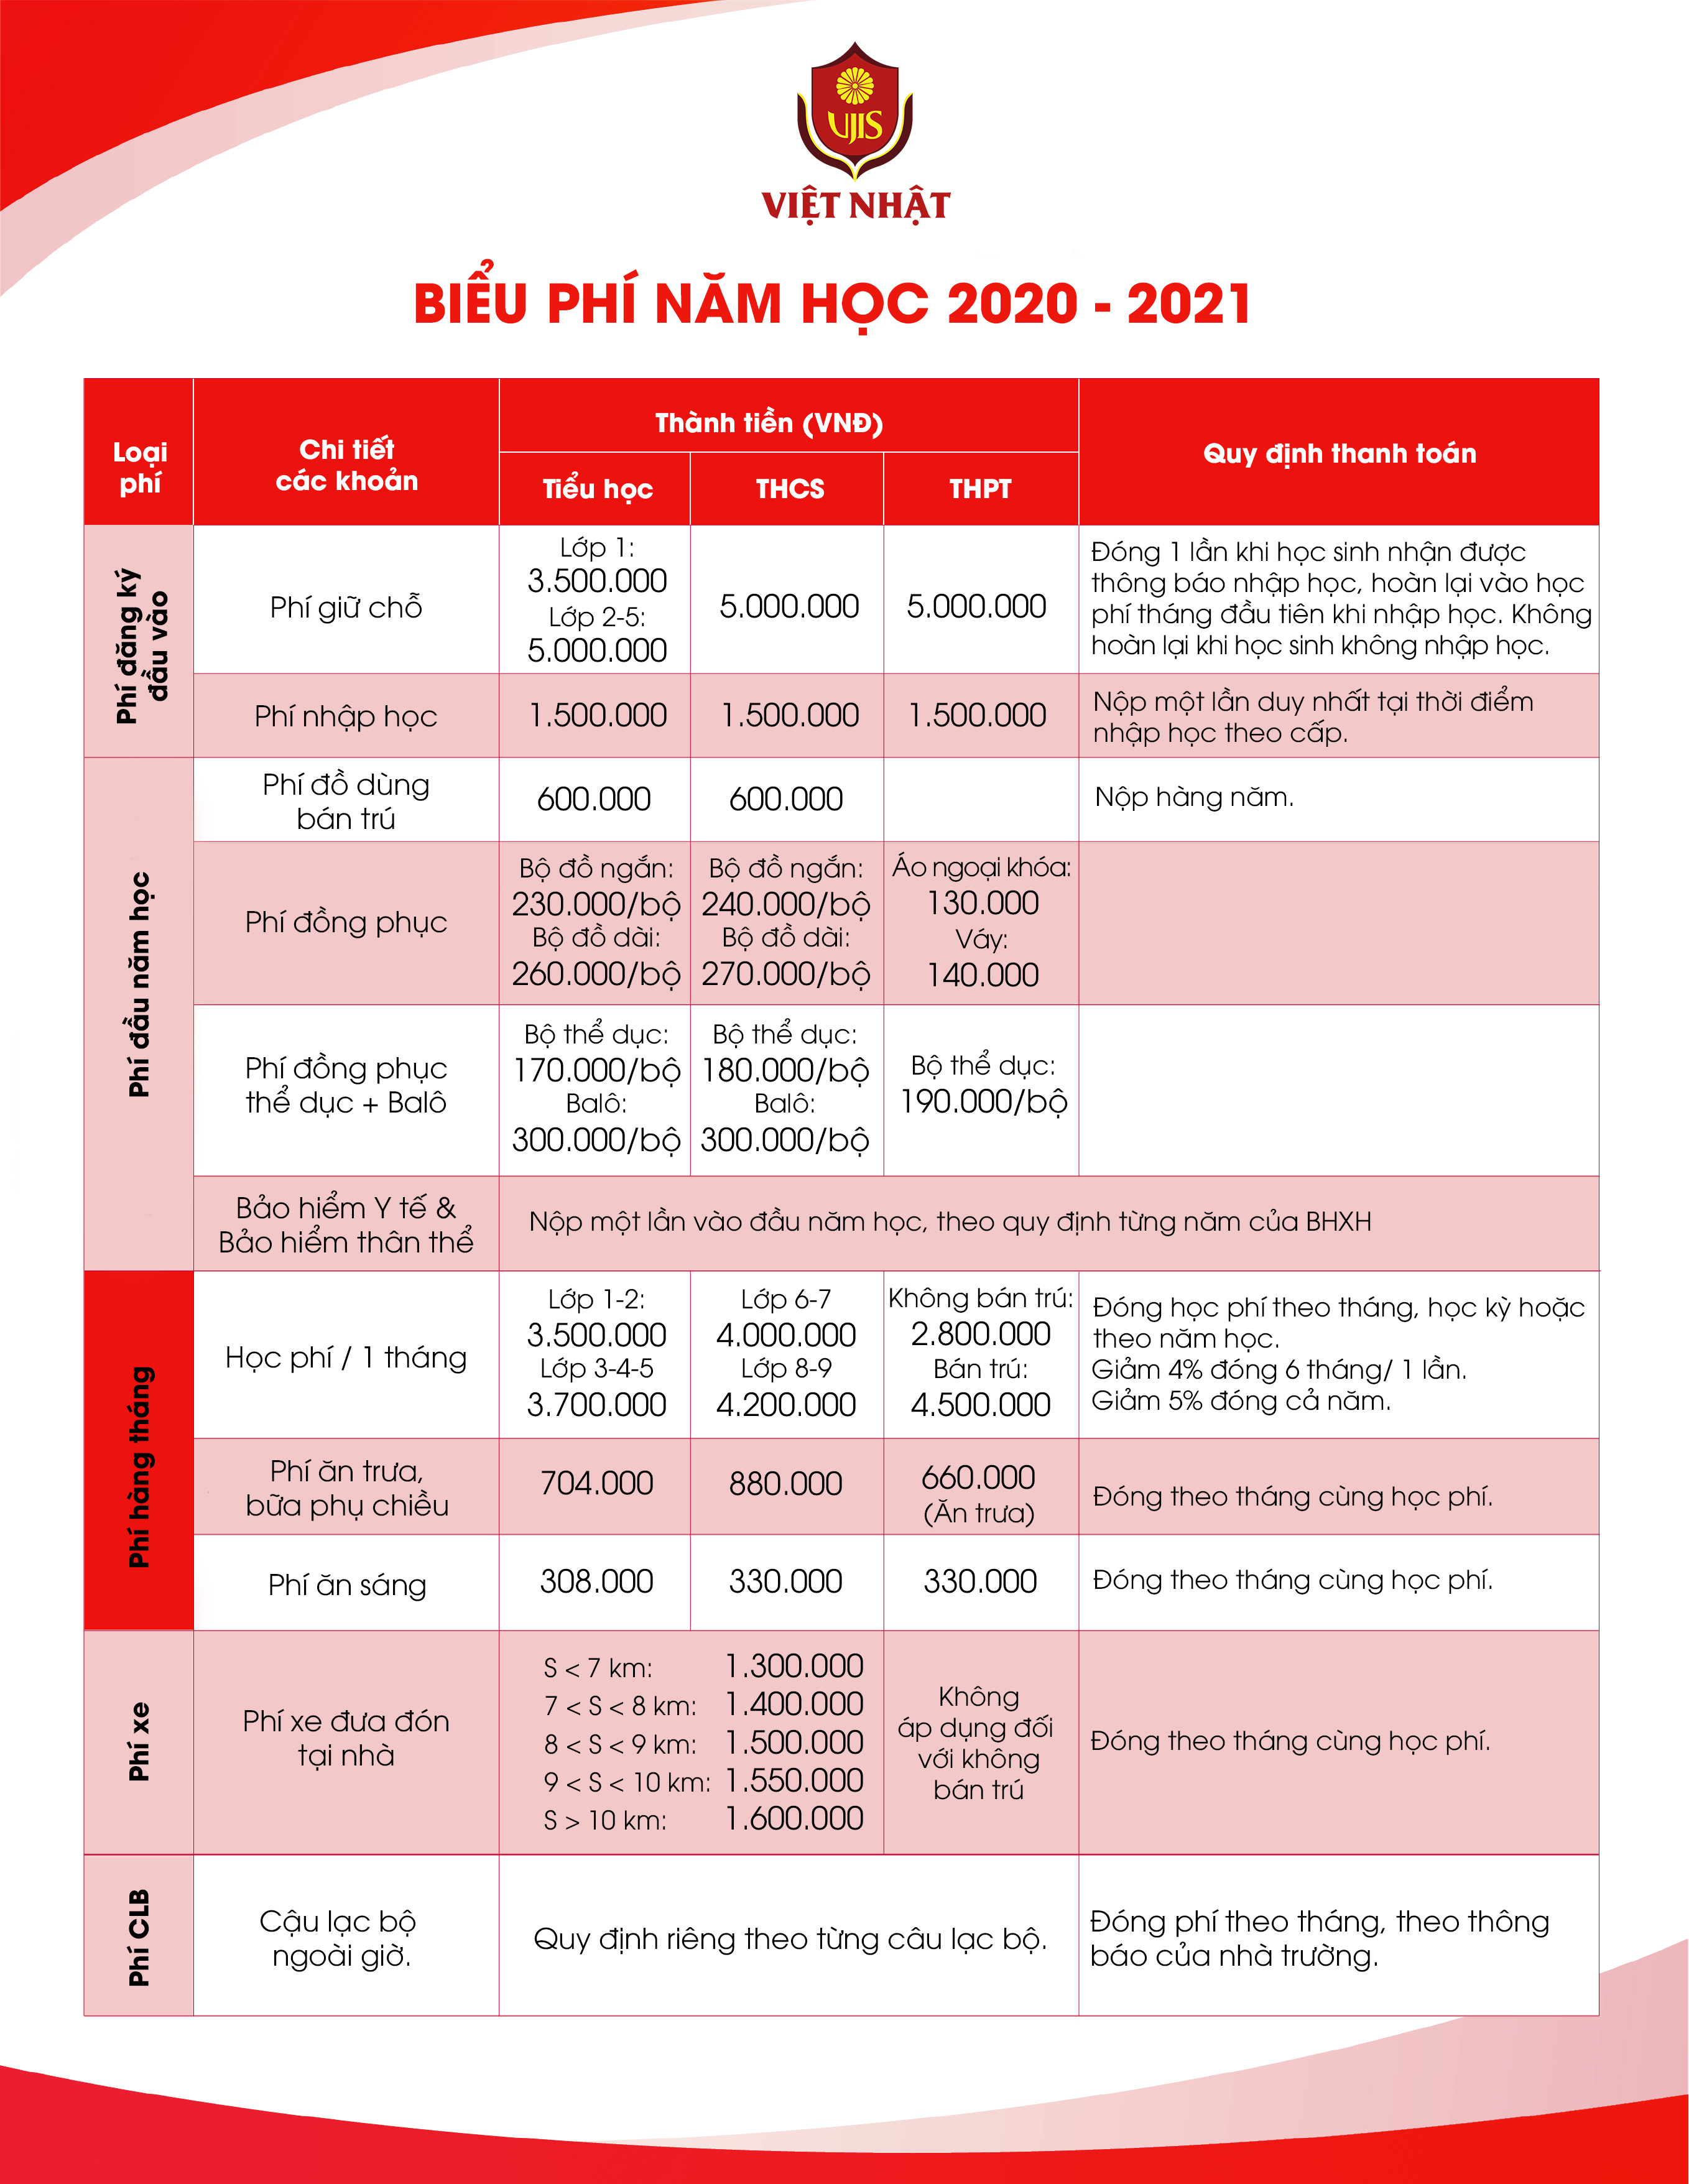 VJIS
VIỆT NHẬT
BIỂU PHÍ NĂM HỌC 2020 - 2021
Loại
phí
Chi tiết
các khoản
Thành tiền (VNĐ)
Tiểu học
THCS
THPT
Quy định thanh toán
Phí đăng ký
đầu vào
Phí giữ chỗ
Lớp 1:
3.500.000
Lớp 2-5:
5.000.000
5.000.000
5.000.000
Đóng 1 lần khi học sinh nhận được
thông báo nhập học, hoàn lại vào học
phí tháng đầu tiên khi nhập học. Không
hoàn lại khi học sinh không nhập học.
Phí nhập học
1.500.000
1.500.000
1.500.000
Nộp một lần duy nhất tại thời điểm
nhập học theo cấp.
Phí đầu năm học
Phí đồ dùng
bán trú
600.000
600.000
Nộp hàng năm.
Phí đồng phục
Bộ đồ ngắn:
230.000/bộ
Bộ đồ dài:
260.000/bộ
Bộ đồ ngắn:
240.000/bộ
Bộ đồ dài:
270.000/bộ
Áo ngoại khóa:
130.000
Váy:
140.000
Phí đồng phục
thể dục + Balô
Bộ thể dục:
170.000/bộ
Balô:
300.000/bộ
Bộ thể dục:
180.000/bộ
Balô:
300.000/bộ
Bộ thể dục:
190.000/bộ
Bảo hiểm Y tế &
Bảo hiểm thân thể
Nộp một lần vào đầu năm học, theo quy định từng năm của BHXH
Phí hàng tháng
Học phí / 1 tháng
Lớp 1-2:
3.500.000
Lớp 3-4-5
3.700.000
Lớp 6-7
4.000.000
Lớp 8-9
4.200.000
Không bán trú:
2.800.000
Bán trú:
4.500.000
Đóng học phí theo tháng, học kỳ hoặc
theo năm học.
Giảm 4% đóng 6 tháng/ 1 lần.
Giảm 5% đóng cả năm.
Phí ăn trưa,
bữa phụ chiều
704.000
880.000
660.000
(Ăn trưa)
Đóng theo tháng cùng học phí.
Phí ăn sáng
308.000
330.000
330.000
Đóng theo tháng cùng học phí.
Phí xe
Phí xe đưa đón
tại nhà
S < 7 km: 1.300.000
7 < S < 8 km: 1.400.000
8 < S < 9 km: 1.500.000
9 < S < 10 km: 1.550.000
S > 10 km: 1.600.000
Không
áp dụng đối
với không
bán trú
Đóng theo tháng cùng học phí.
Phí CLB
Cậu lạc bộ
ngoài giờ.
Quy định riêng theo từng câu lạc bộ.
Đóng phí theo tháng, theo thông
báo của nhà trường.